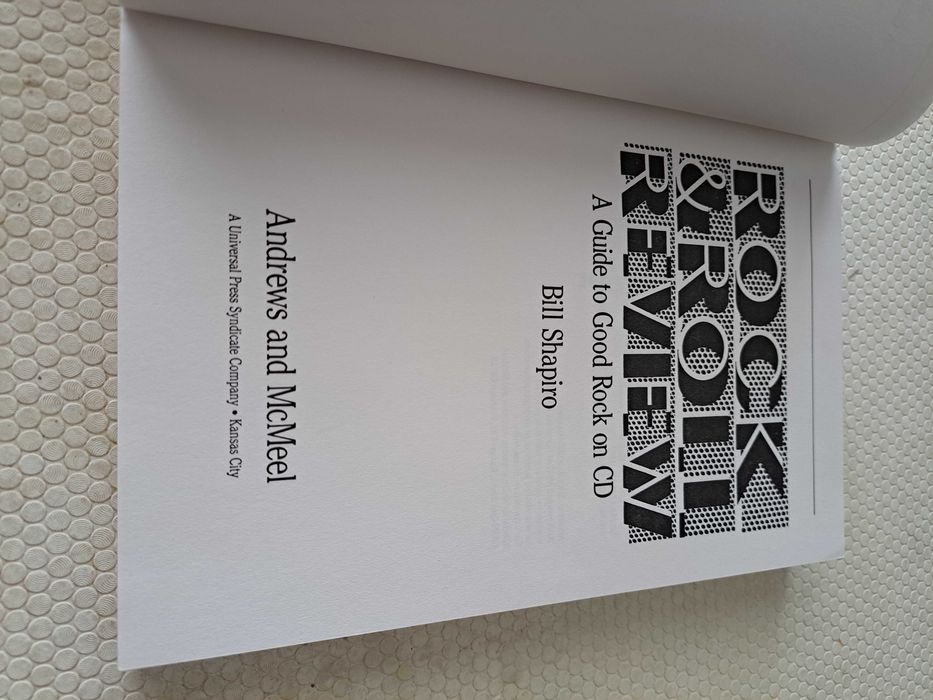 ROCK
& ROLL
REVIEW
A Guide to Good Rock on CD
Bill Shapiro
Andrews and McMeel
A Universal Press Syndicate Company • Kansas City